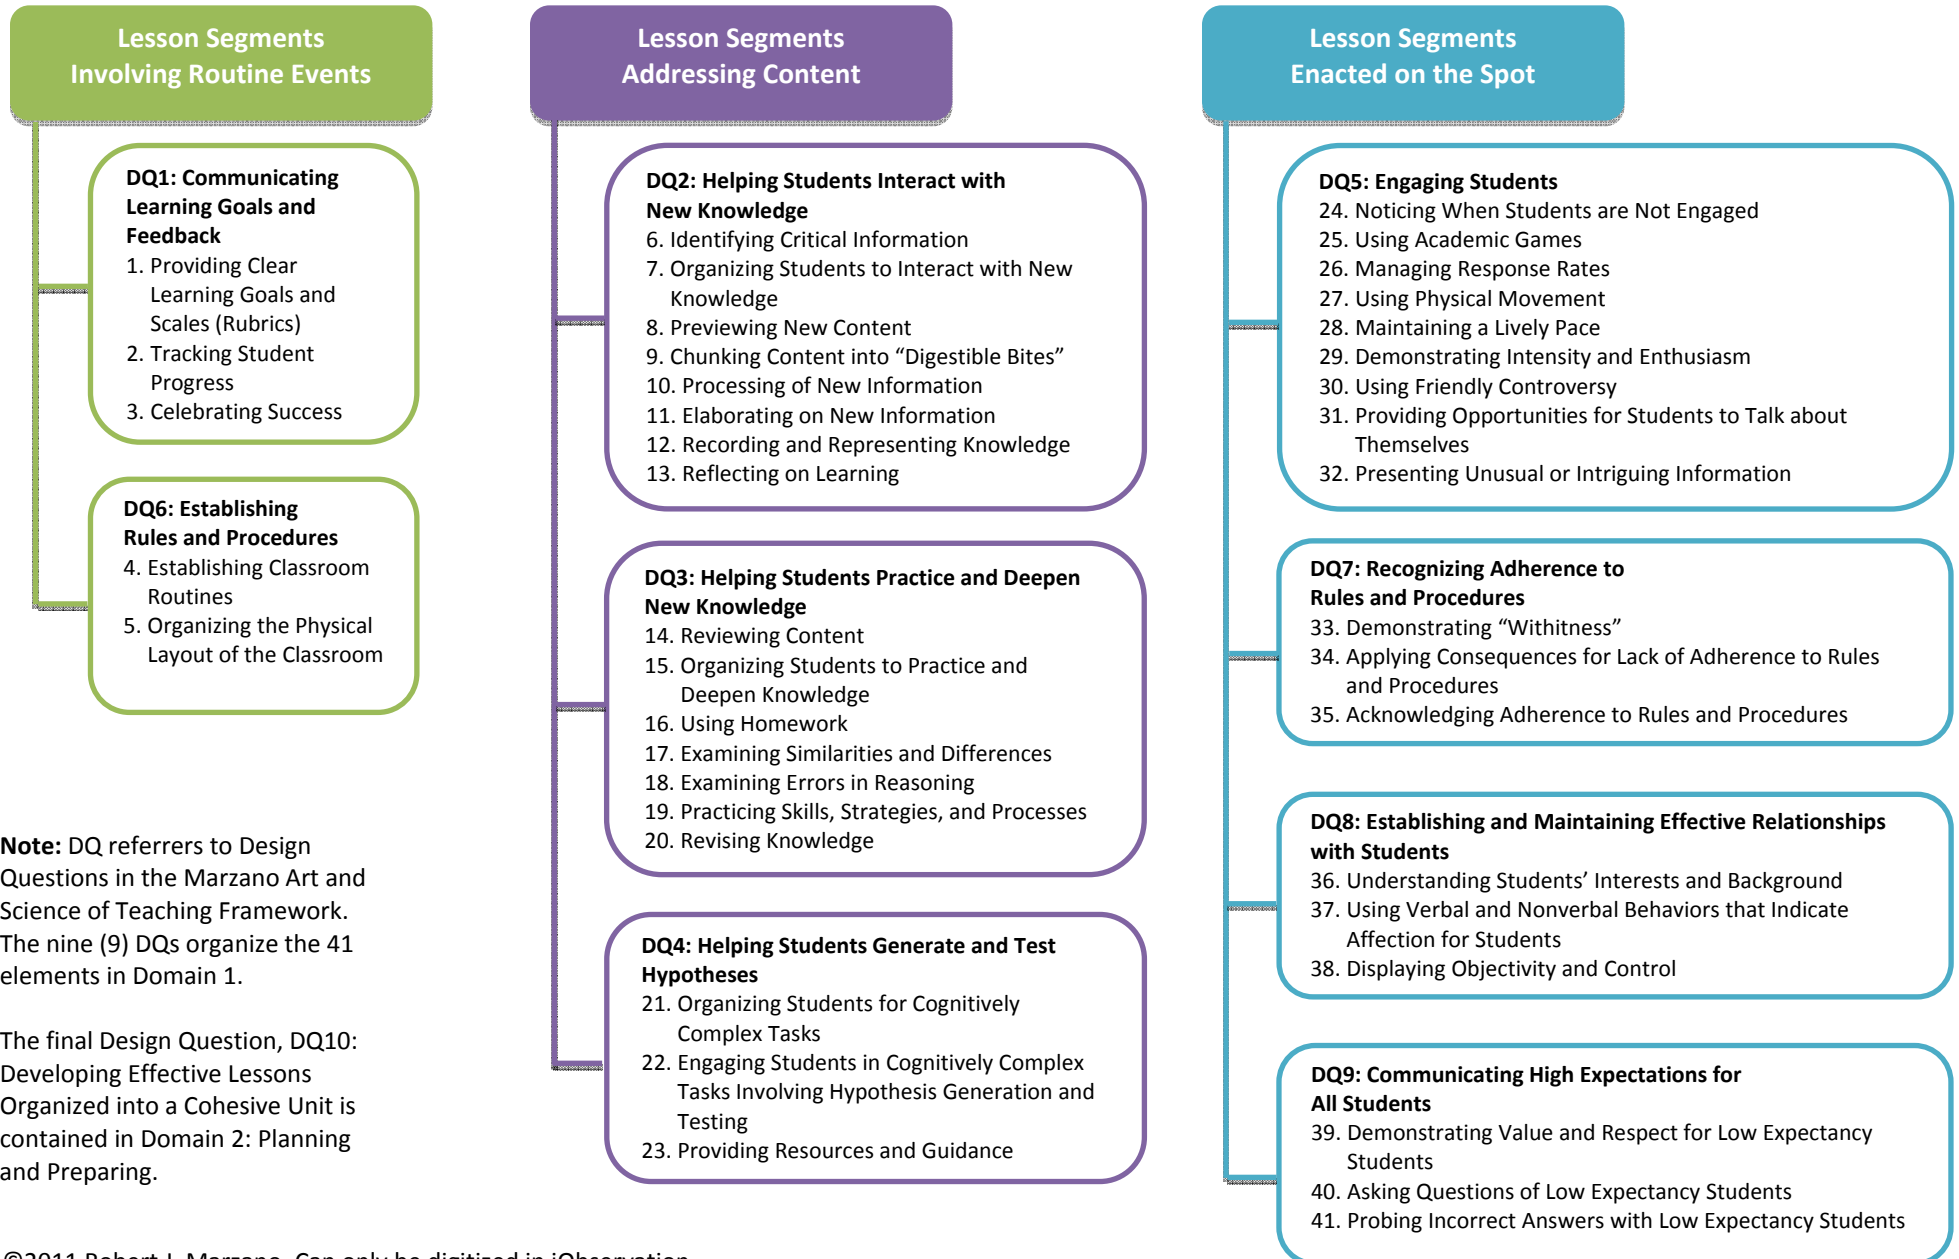 Lesson Segments
Involving Routine Events
DQ1: Communicating
Learning Goals and
Feedback
1. Providing Clear
Learning Goals and
Scales (Rubrics)
2. Tracking Student
Progress
3. Celebrating Success
DQ6: Establishing
Rules and Procedures
4. Establishing Classroom
Routines
5. Organizing the Physical
Layout of the Classroom
Note: DQ referrers to Design
Questions in the Marzano Art and
Science of Teaching Framework.
The nine (9) DQs organize the 41
elements in Domain 1.
The final Design Question, DQ10:
Developing Effective Lessons
Organized into a Cohesive Unit is
contained in Domain 2: Planning
and Preparing.
Lesson Segments
Addressing Content
DQ2: Helping Students Interact with
New Knowledge
6. Identifying Critical Information
7. Organizing Students to Interact with New
Knowledge
8. Previewing New Content
9. Chunking Content into “Digestible Bites”
10. Processing of New Information
11. Elaborating on New Information
12. Recording and Representing Knowledge
13. Reflecting on Learning
DQ3: Helping Students Practice and Deepen
New Knowledge
14. Reviewing Content
15. Organizing Students to Practice and
Deepen Knowledge
16. Using Homework
17. Examining Similarities and Differences
18. Examining Errors in Reasoning
19. Practicing Skills, Strategies, and Processes
20. Revising Knowledge
DQ4: Helping Students Generate and Test
Hypotheses
21. Organizing Students for Cognitively
Complex Tasks
22. Engaging Students in Cognitively Complex
Tasks Involving Hypothesis Generation and
Testing
23. Providing Resources and Guidance
Lesson Segments
Enacted on the Spot
DQ5: Engaging Students
24. Noticing When Students are Not Engaged
25. Using Academic Games
26. Managing Response Rates
27. Using Physical Movement
28. Maintaining a Lively Pace
29. Demonstrating Intensity and Enthusiasm
30. Using Friendly Controversy
31. Providing Opportunities for Students to Talk about
Themselves
32. Presenting Unusual or Intriguing Information
DQ7: Recognizing Adherence to
Rules and Procedures
33. Demonstrating “Withitness”
34. Applying Consequences for Lack of Adherence to Rules
and Procedures
35. Acknowledging Adherence to Rules and Procedures
DQ8: Establishing and Maintaining Effective Relationships
with Students
36. Understanding Students’ Interests and Background
37. Using Verbal and Nonverbal Behaviors that Indicate
Affection for Students
38. Displaying Objectivity and Control
DQ9: Communicating High Expectations for
All Students
39. Demonstrating Value and Respect for Low Expectancy
Students
40. Asking Questions of Low Expectancy Students
41. Probing Incorrect Answers with Low Expectancy Students
©2011 Robert J. Marzano. Can only be digitized in iObservation